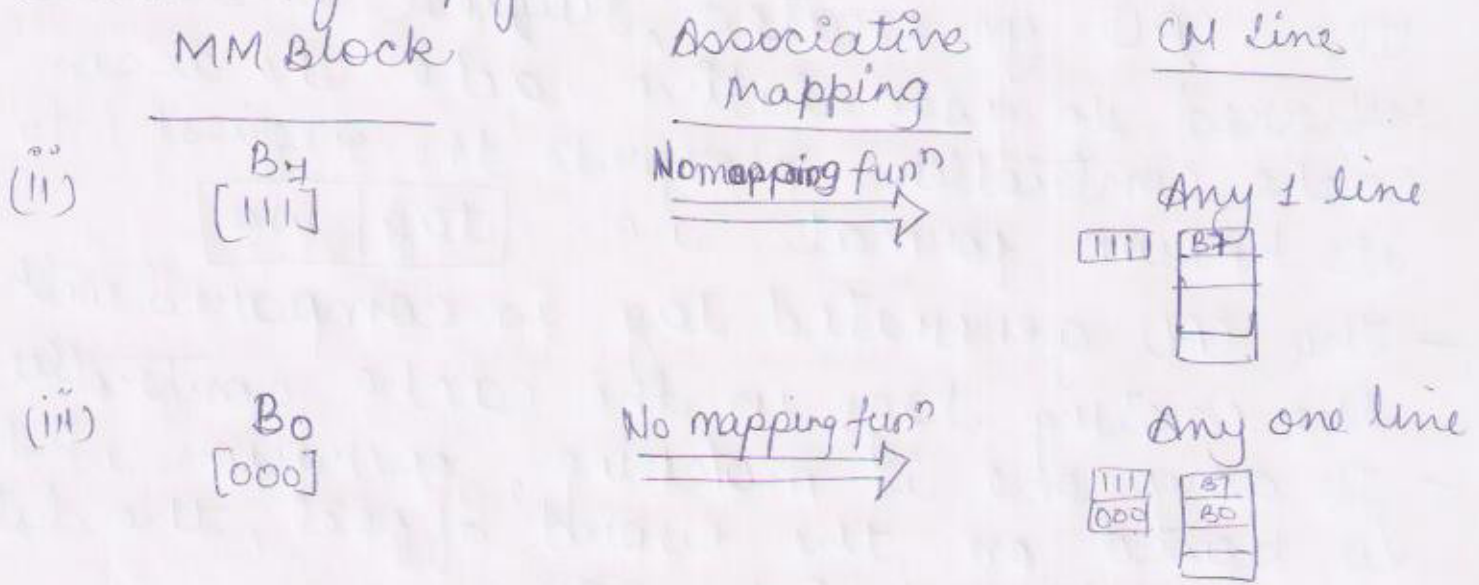 MM Block Associative Mapping CM Line
(ii) B7 No mapping funⁿ Any 1 line
[111]
111 B7
(iii) B0 No mapping funⁿ Any one line
[000]
111 B7
000 B0